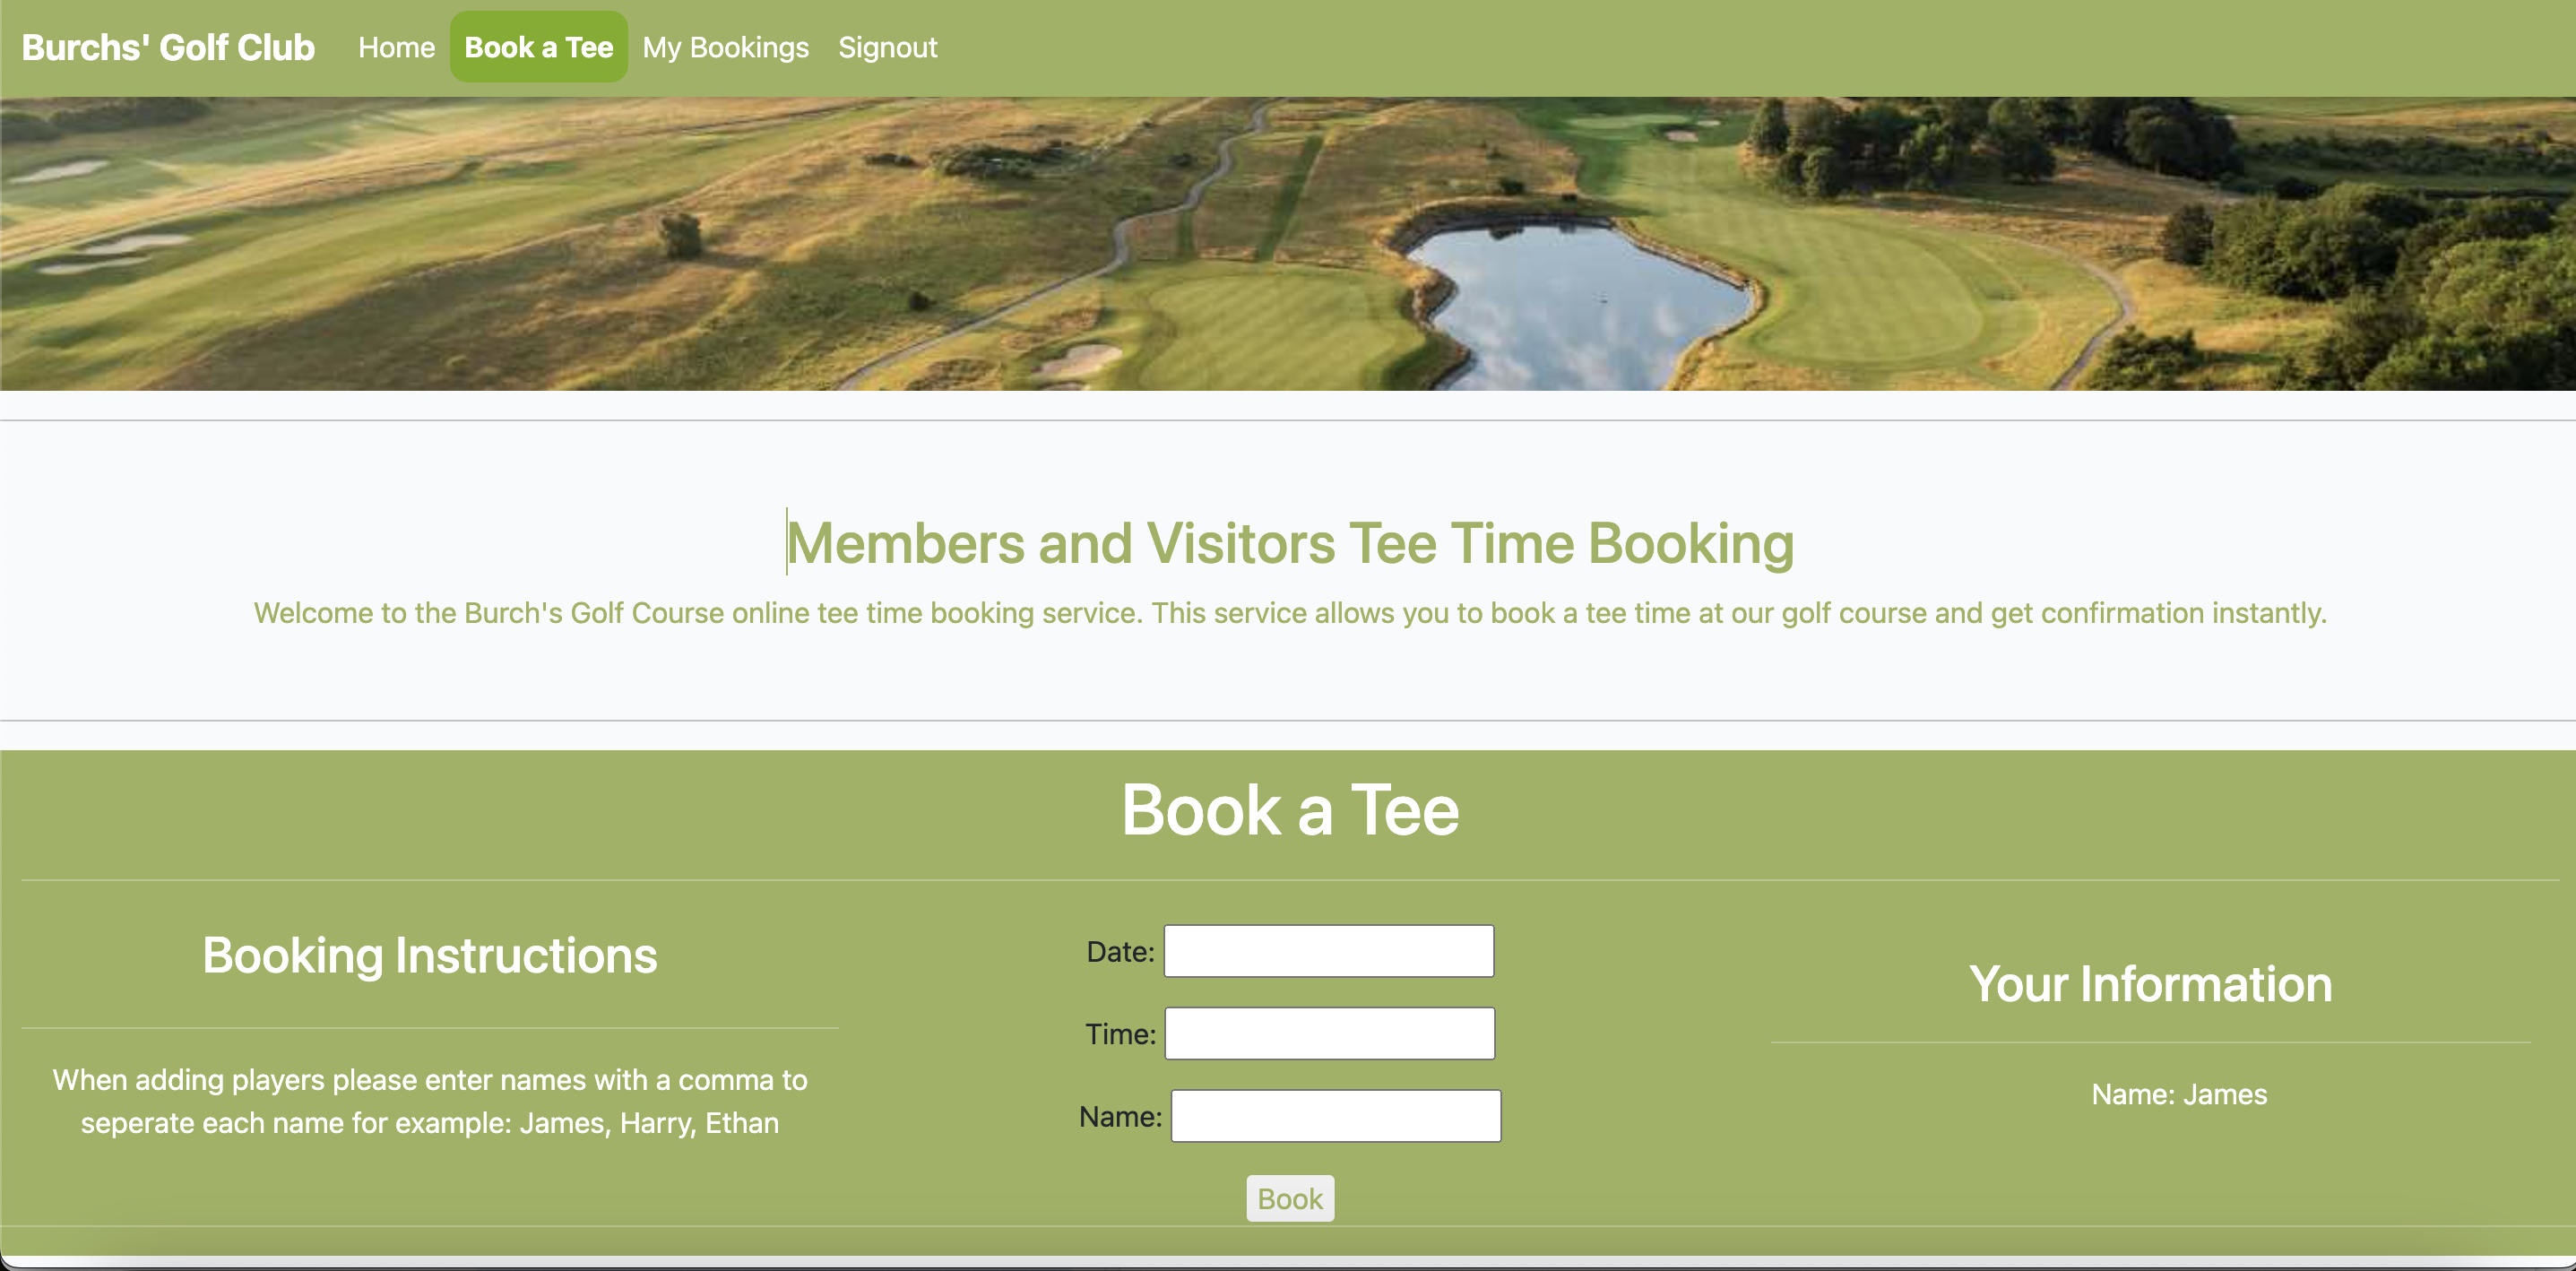 Burchs' Golf Club Home Book a Tee My Bookings Signout
Members and Visitors Tee Time Booking
Welcome to the Burch's Golf Course online tee time booking service. This service allows you to book a tee time at our golf course and get confirmation instantly.
Book a Tee
Booking Instructions
When adding players please enter names with a comma to
seperate each name for example: James, Harry, Ethan
Date:
Time:
Name:
Book
Your Information
Name: James